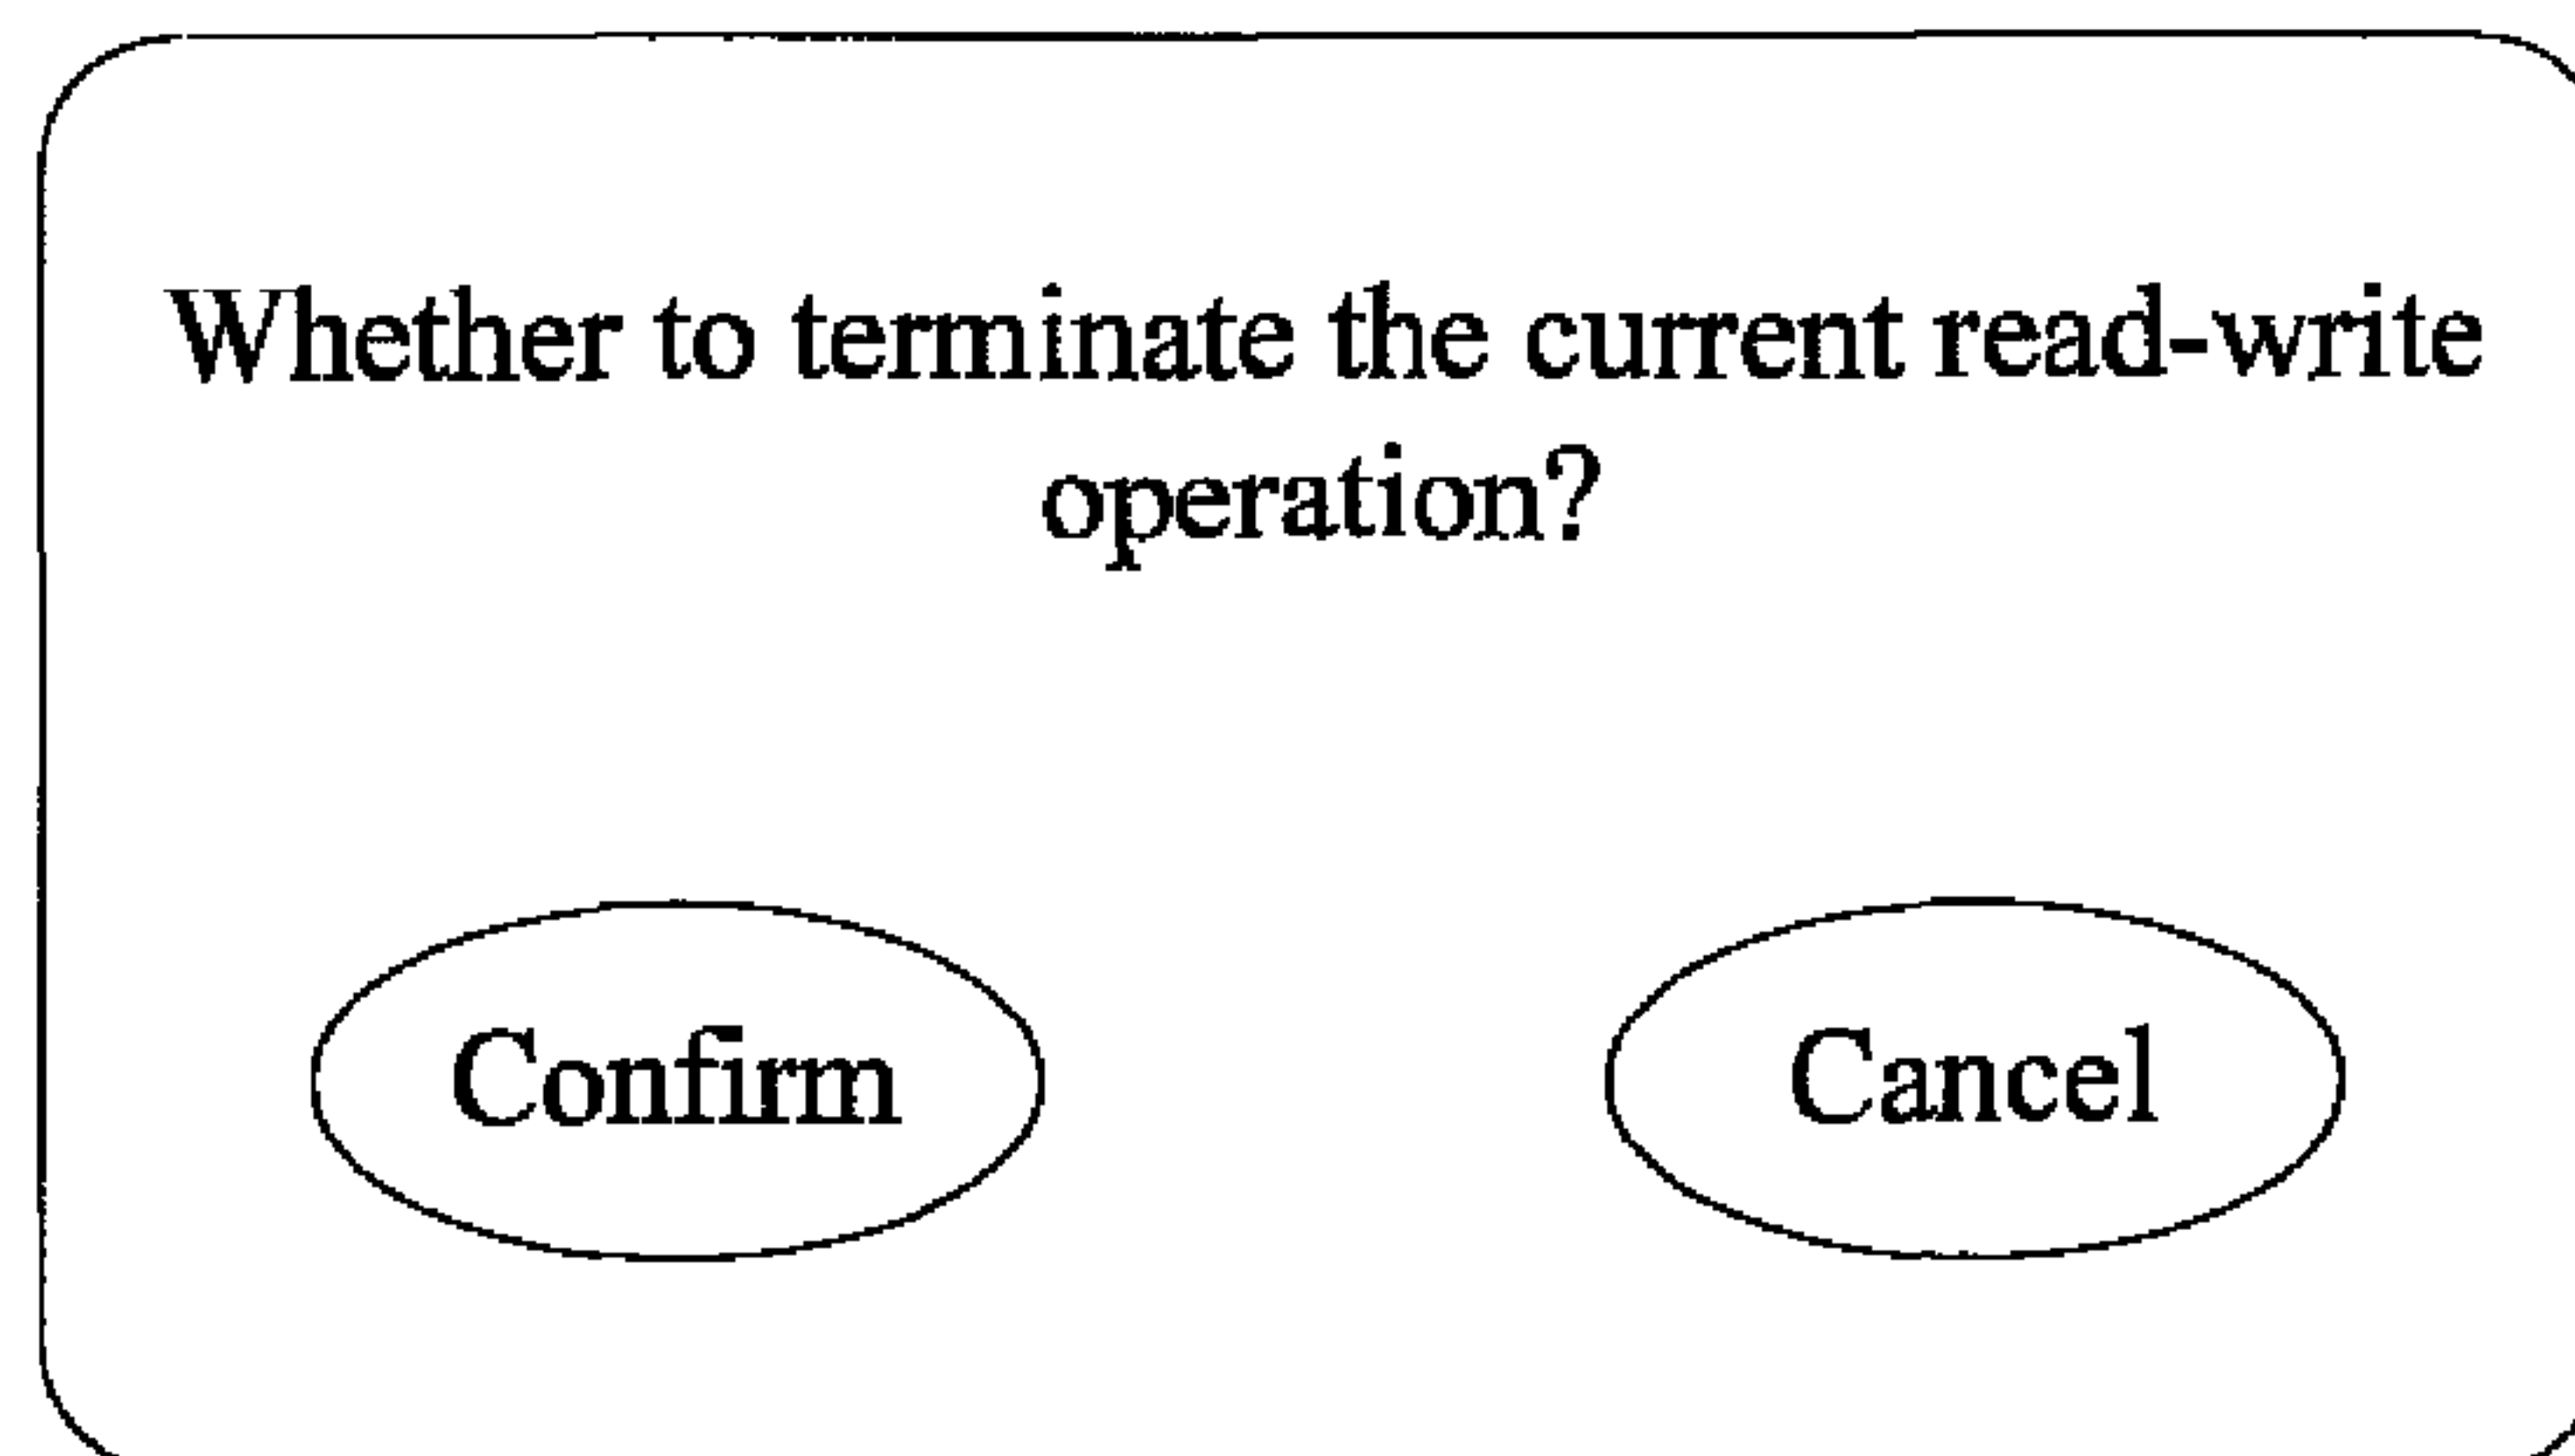 Whether to terminate the current read-write
operation?
Confirm
Cancel